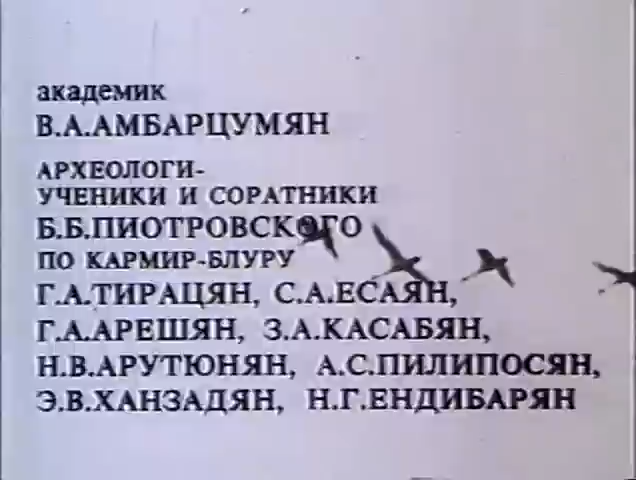 академик
В.А.АМБАРЦУМЯН
АРХЕОЛОГИ-
УЧЕНИКИ И СОРАТНИКИ
Б.Б.ПИОТРОВСКОГО
ПО КАРМИР-БЛУРУ
Г.А.ТИРАЦЯН, С.А.ЕСАЯН,
Г.А.АРЕШЯН, З.А.КАСАБЯН,
Н.В.АРУТЮНЯН, А.С.ПИЛИПОСЯН,
Э.В.ХАНЗАДЯН, Н.Г.ЕНДИБАРЯН